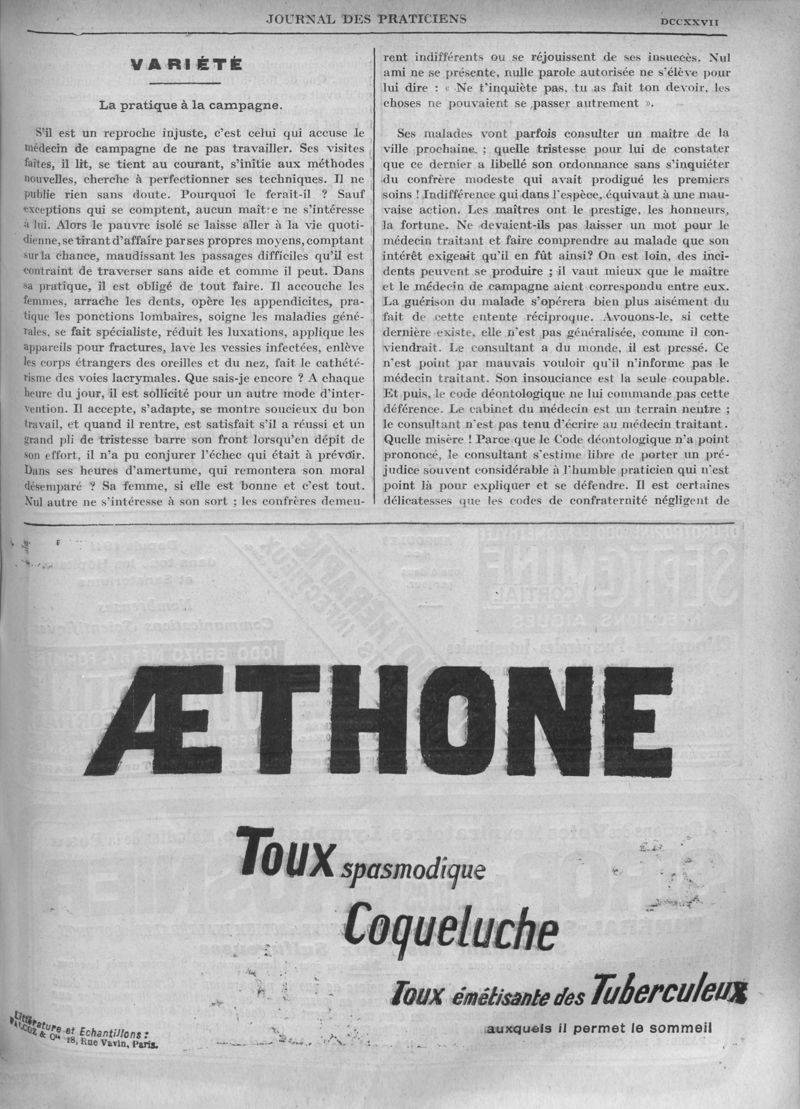 JOURNAL DES PRATICIENS
DCCXXVII
VARIÉTÉ
La pratique à la campagne.
S'il est un reproche injuste, c'est celui qui accuse le
médecin de campagne de ne pas travailler. Ses visites
faites, il lit, se tient au courant, s'initie aux méthodes
nouvelles, cherche à perfectionner ses techniques. Il ne
publie rien sans doute. Pourquoi le ferait-il ? Sauf
exceptions qui se comptent, aucun maître ne s'intéresse
à lui. Alors le pauvre isolé se laisse aller à la vie quoti-
dienne, se tirant d'affaire par ses propres moyens, comptant
sur la chance, maudissant les passages difficiles qu'il est
contraint de traverser sans aide et comme il peut. Dans
sa pratique, il est obligé de tout faire. Il accouche les
femmes, arrache les dents, opère les appendicites, pra-
tique les ponctions lombaires, soigne les maladies géné-
rales, se fait spécialiste, réduit les luxations, applique les
appareils pour fractures, lave les vessies infectées, enlève
les corps étrangers des oreilles et du nez, fait le cathété-
risme des voies lacrymales. Que sais-je encore ? A chaque
heure du jour, il est sollicité pour un autre mode d'inter-
vention. Il accepte, s'adapte, se montre soucieux du bon
travail, et quand il rentre, est satisfait s'il a réussi et un
grand pli de tristesse barre son front lorsqu'en dépit de
son effort, il n'a pu conjurer l'échec qui était à prévoir.
Dans ses heures d'amertume, qui remontera son moral
désemparé ? Sa femme, si elle est bonne et c'est tout.
Nul autre ne s'intéresse à son sort ; les confrères demeu-
rent indifférents ou se réjouissent de ses insuccès. Nul
ami ne se présente, nulle parole autorisée ne s'élève pour
lui dire : « Ne t'inquiète pas, tu as fait ton devoir, les
choses ne pouvaient se passer autrement ».
Ses malades vont parfois consulter un maître de la
ville prochaine ; quelle tristesse pour lui de constater
que ce dernier a libellé son ordonnance sans s'inquiéter
du confrère modeste qui avait prodigué les premiers
soins ! Indifférence qui dans l'espèce, équivaut à une mau-
vaise action. Les maîtres ont le prestige, les honneurs,
la fortune. Ne devaient-ils pas laisser un mot pour le
médecin traitant et faire comprendre au malade que son
intérêt exigeait qu'il en fût ainsi? On est loin, des inci-
dents peuvent se produire ; il vaut mieux que le maître
et le médecin de campagne aient correspondu entre eux.
La guérison du malade s'opérera bien plus aisément du
fait de cette entente réciproque. Avouons-le, si cette
dernière existe, elle n'est pas généralisée, comme il con-
viendrait. Le consultant a du monde, il est pressé. Ce
n'est point par mauvais vouloir qu'il n'informe pas le
médecin traitant. Son insouciance est la seule coupable.
Et puis, le code déontologique ne lui commande pas cette
déférence. Le cabinet du médecin est un terrain neutre ;
le consultant n'est pas tenu d'écrire au médecin traitant.
Quelle misère ! Parce que le Code déontologique n'a point
prononcé, le consultant s'estime libre de porter un pré-
judice souvent considérable à l'humble praticien qui n'est
point là pour expliquer et se défendre. Il est certaines
délicatesses que les codes de confraternité négligent de
ÆTHONE
Toux spasmodique
Coqueluche
Toux émétisante des Tuberculeux
auxquels il permet le sommeil
Littérature et Echantillons :
18, Rue Vavin, Paris.